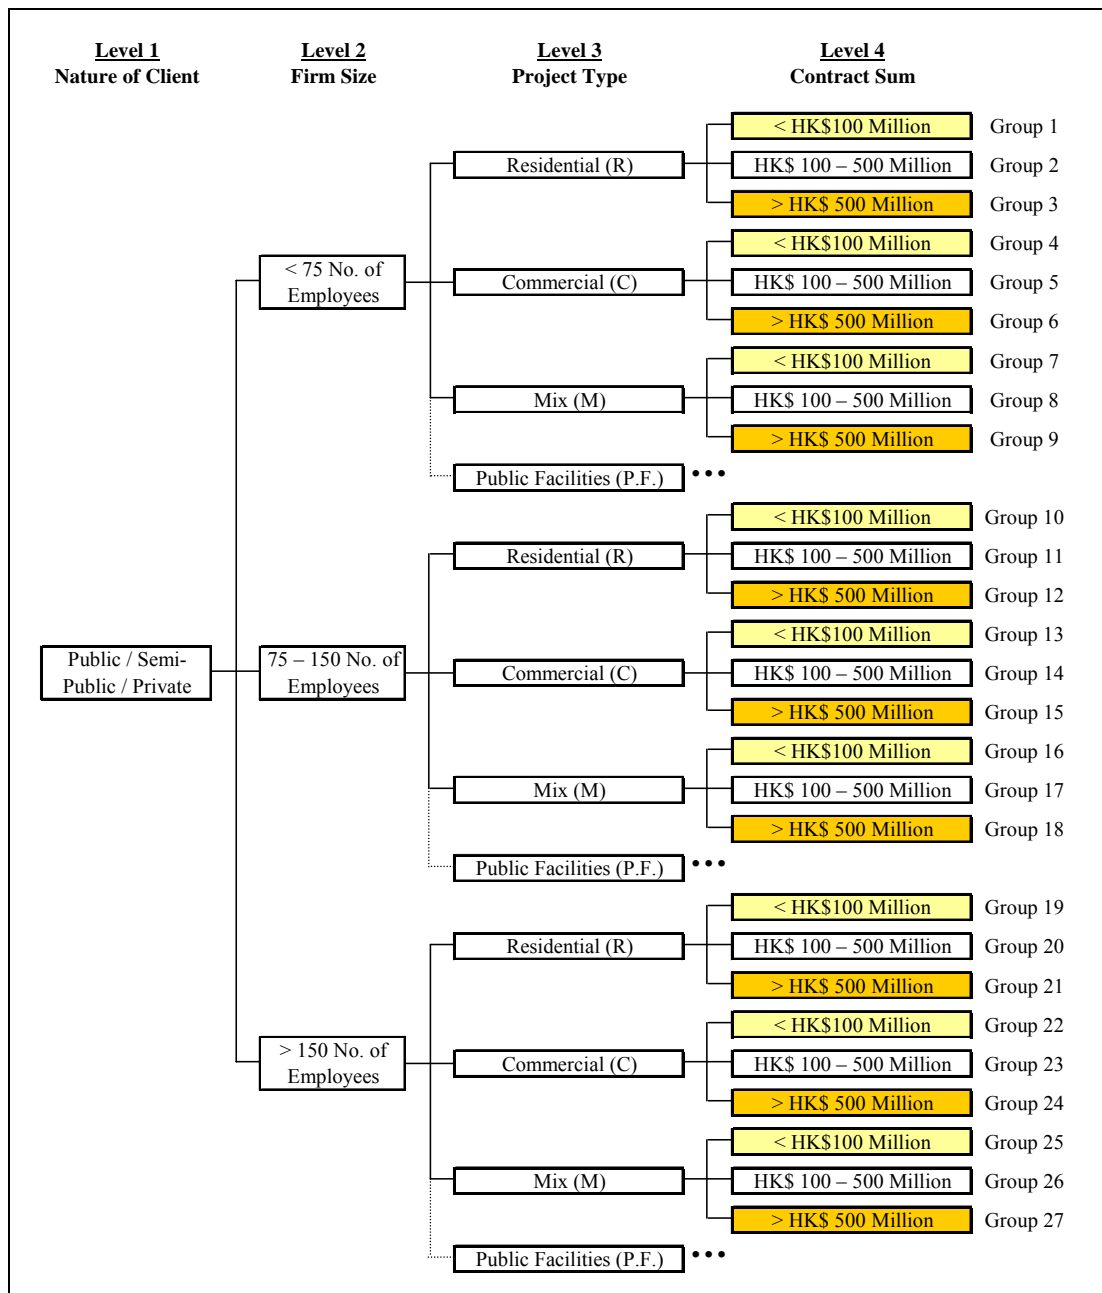 Level 1
Nature of Client
Level 2
Firm Size
Level 3
Project Type
Level 4
Contract Sum
Public / Semi-
Public / Private
< 75 No. of
Employees
Residential (R)
< HK$100 Million Group 1
HK$ 100 – 500 Million Group 2
> HK$ 500 Million Group 3
Commercial (C)
< HK$100 Million Group 4
HK$ 100 – 500 Million Group 5
> HK$ 500 Million Group 6
Mix (M)
< HK$100 Million Group 7
HK$ 100 – 500 Million Group 8
> HK$ 500 Million Group 9
Public Facilities (P.F.) •••
75 – 150 No. of
Employees
Residential (R)
< HK$100 Million Group 10
HK$ 100 – 500 Million Group 11
> HK$ 500 Million Group 12
Commercial (C)
< HK$100 Million Group 13
HK$ 100 – 500 Million Group 14
> HK$ 500 Million Group 15
Mix (M)
< HK$100 Million Group 16
HK$ 100 – 500 Million Group 17
> HK$ 500 Million Group 18
Public Facilities (P.F.) •••
> 150 No. of
Employees
Residential (R)
< HK$100 Million Group 19
HK$ 100 – 500 Million Group 20
> HK$ 500 Million Group 21
Commercial (C)
< HK$100 Million Group 22
HK$ 100 – 500 Million Group 23
> HK$ 500 Million Group 24
Mix (M)
< HK$100 Million Group 25
HK$ 100 – 500 Million Group 26
> HK$ 500 Million Group 27
Public Facilities (P.F.) •••